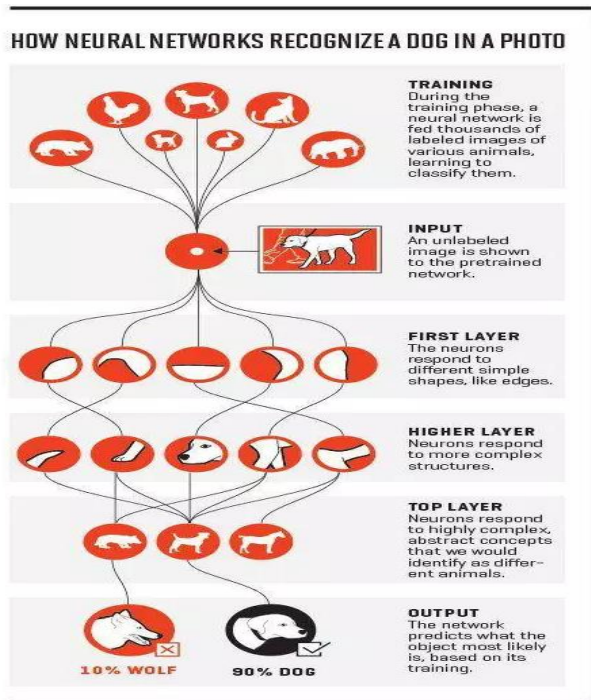 HOW NEURAL NETWORKS RECOGNIZE A DOG IN A PHOTO
TRAINING
During the
training phase, a
neural network is
fed thousands of
labeled images of
various animals,
learning to
classify them.
INPUT
An unlabeled
image is shown
to the pretrained
network.
FIRST LAYER
The neurons
respond to
different simple
shapes, like edges.
HIGHER LAYER
Neurons respond
to more complex
structures.
TOP LAYER
Neurons respond
to highly complex,
abstract concepts
that we would
identify as differ-
ent animals.
OUTPUT
The network
predicts what the
object most likely
is, based on its
training.
10% WOLF
90% DOG